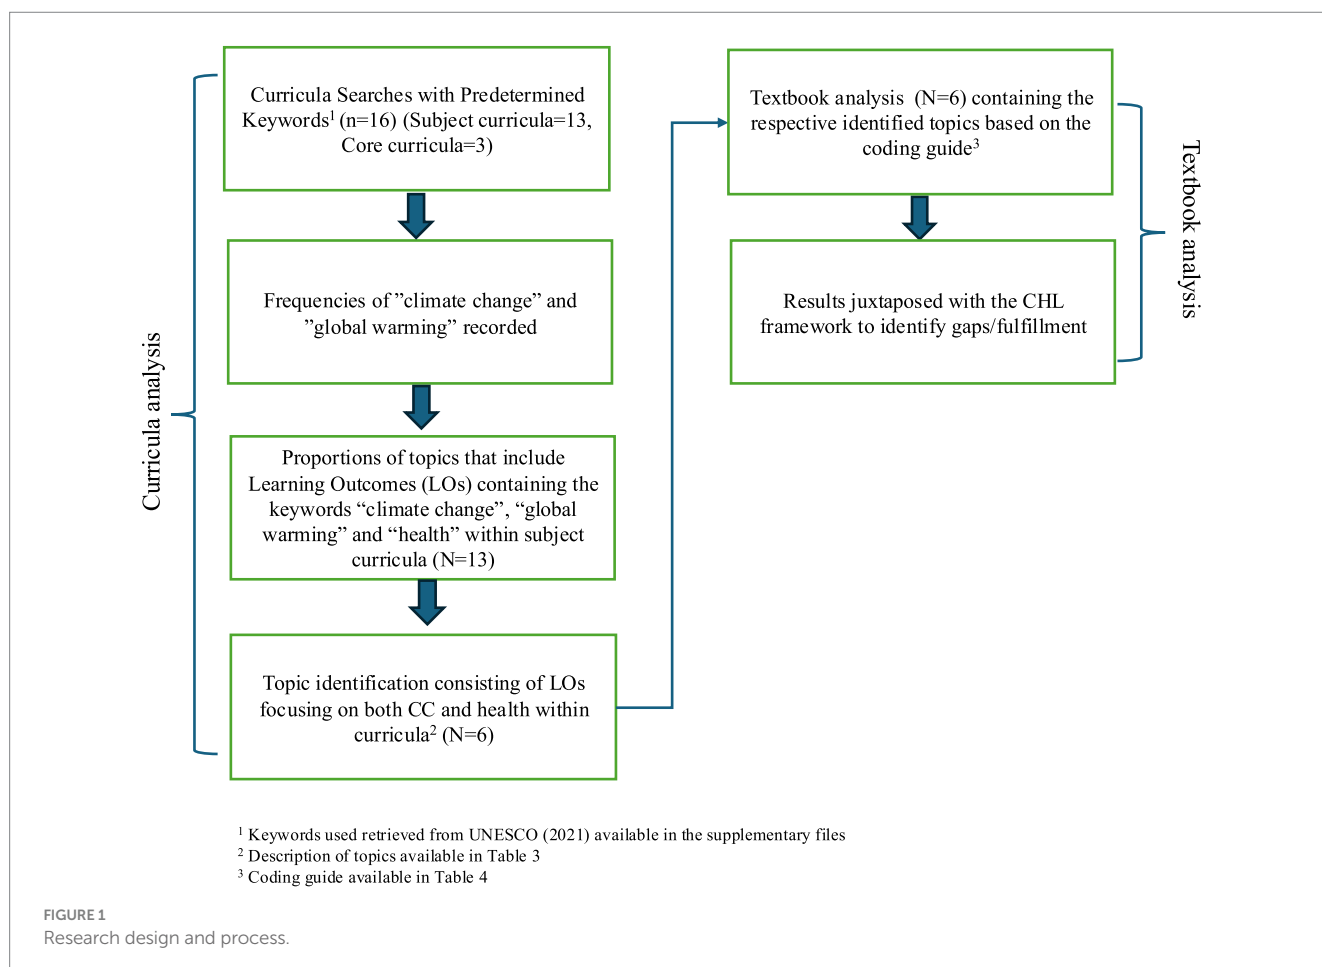 Curricula analysis
Curricula Searches with Predetermined
Keywords¹ (n=16) (Subject curricula=13,
Core curricula=3)
Frequencies of ”climate change” and
”global warming” recorded
Proportions of topics that include
Learning Outcomes (LOs) containing the
keywords “climate change”, “global
warming” and “health” within subject
curricula (N=13)
Topic identification consisting of LOs
focusing on both CC and health within
curricula² (N=6)
Textbook analysis (N=6) containing the
respective identified topics based on the
coding guide³
Results juxtaposed with the CHL
framework to identify gaps/fulfillment
Textbook analysis
¹ Keywords used retrieved from UNESCO (2021) available in the supplementary files
² Description of topics available in Table 3
³ Coding guide available in Table 4
FIGURE 1
Research design and process.